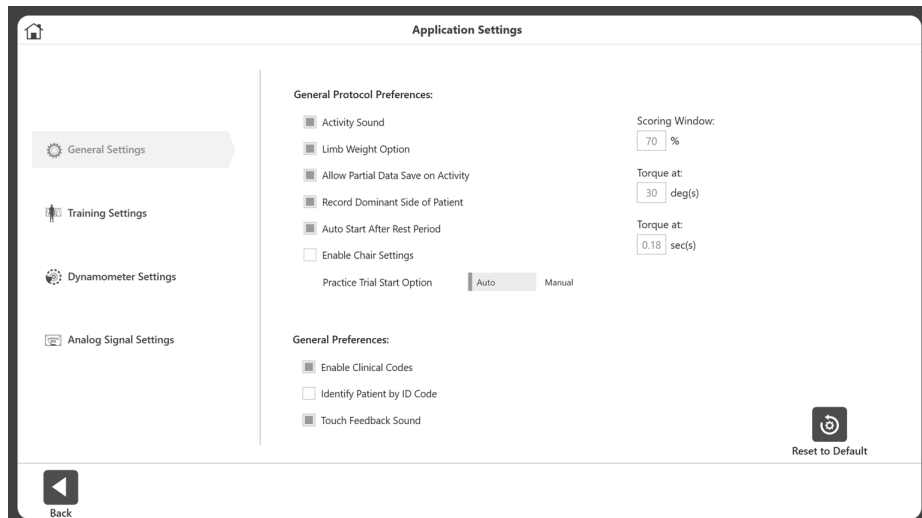 Application Settings
General Settings
Training Settings
Dynamometer Settings
Analog Signal Settings
General Protocol Preferences:
Activity Sound
Limb Weight Option
Allow Partial Data Save on Activity
Record Dominant Side of Patient
Auto Start After Rest Period
Enable Chair Settings
Practice Trial Start Option Auto Manual
Scoring Window:
70 %
Torque at:
30 deg(s)
Torque at:
0.18 sec(s)
General Preferences:
Enable Clinical Codes
Identify Patient by ID Code
Touch Feedback Sound
Reset to Default
Back